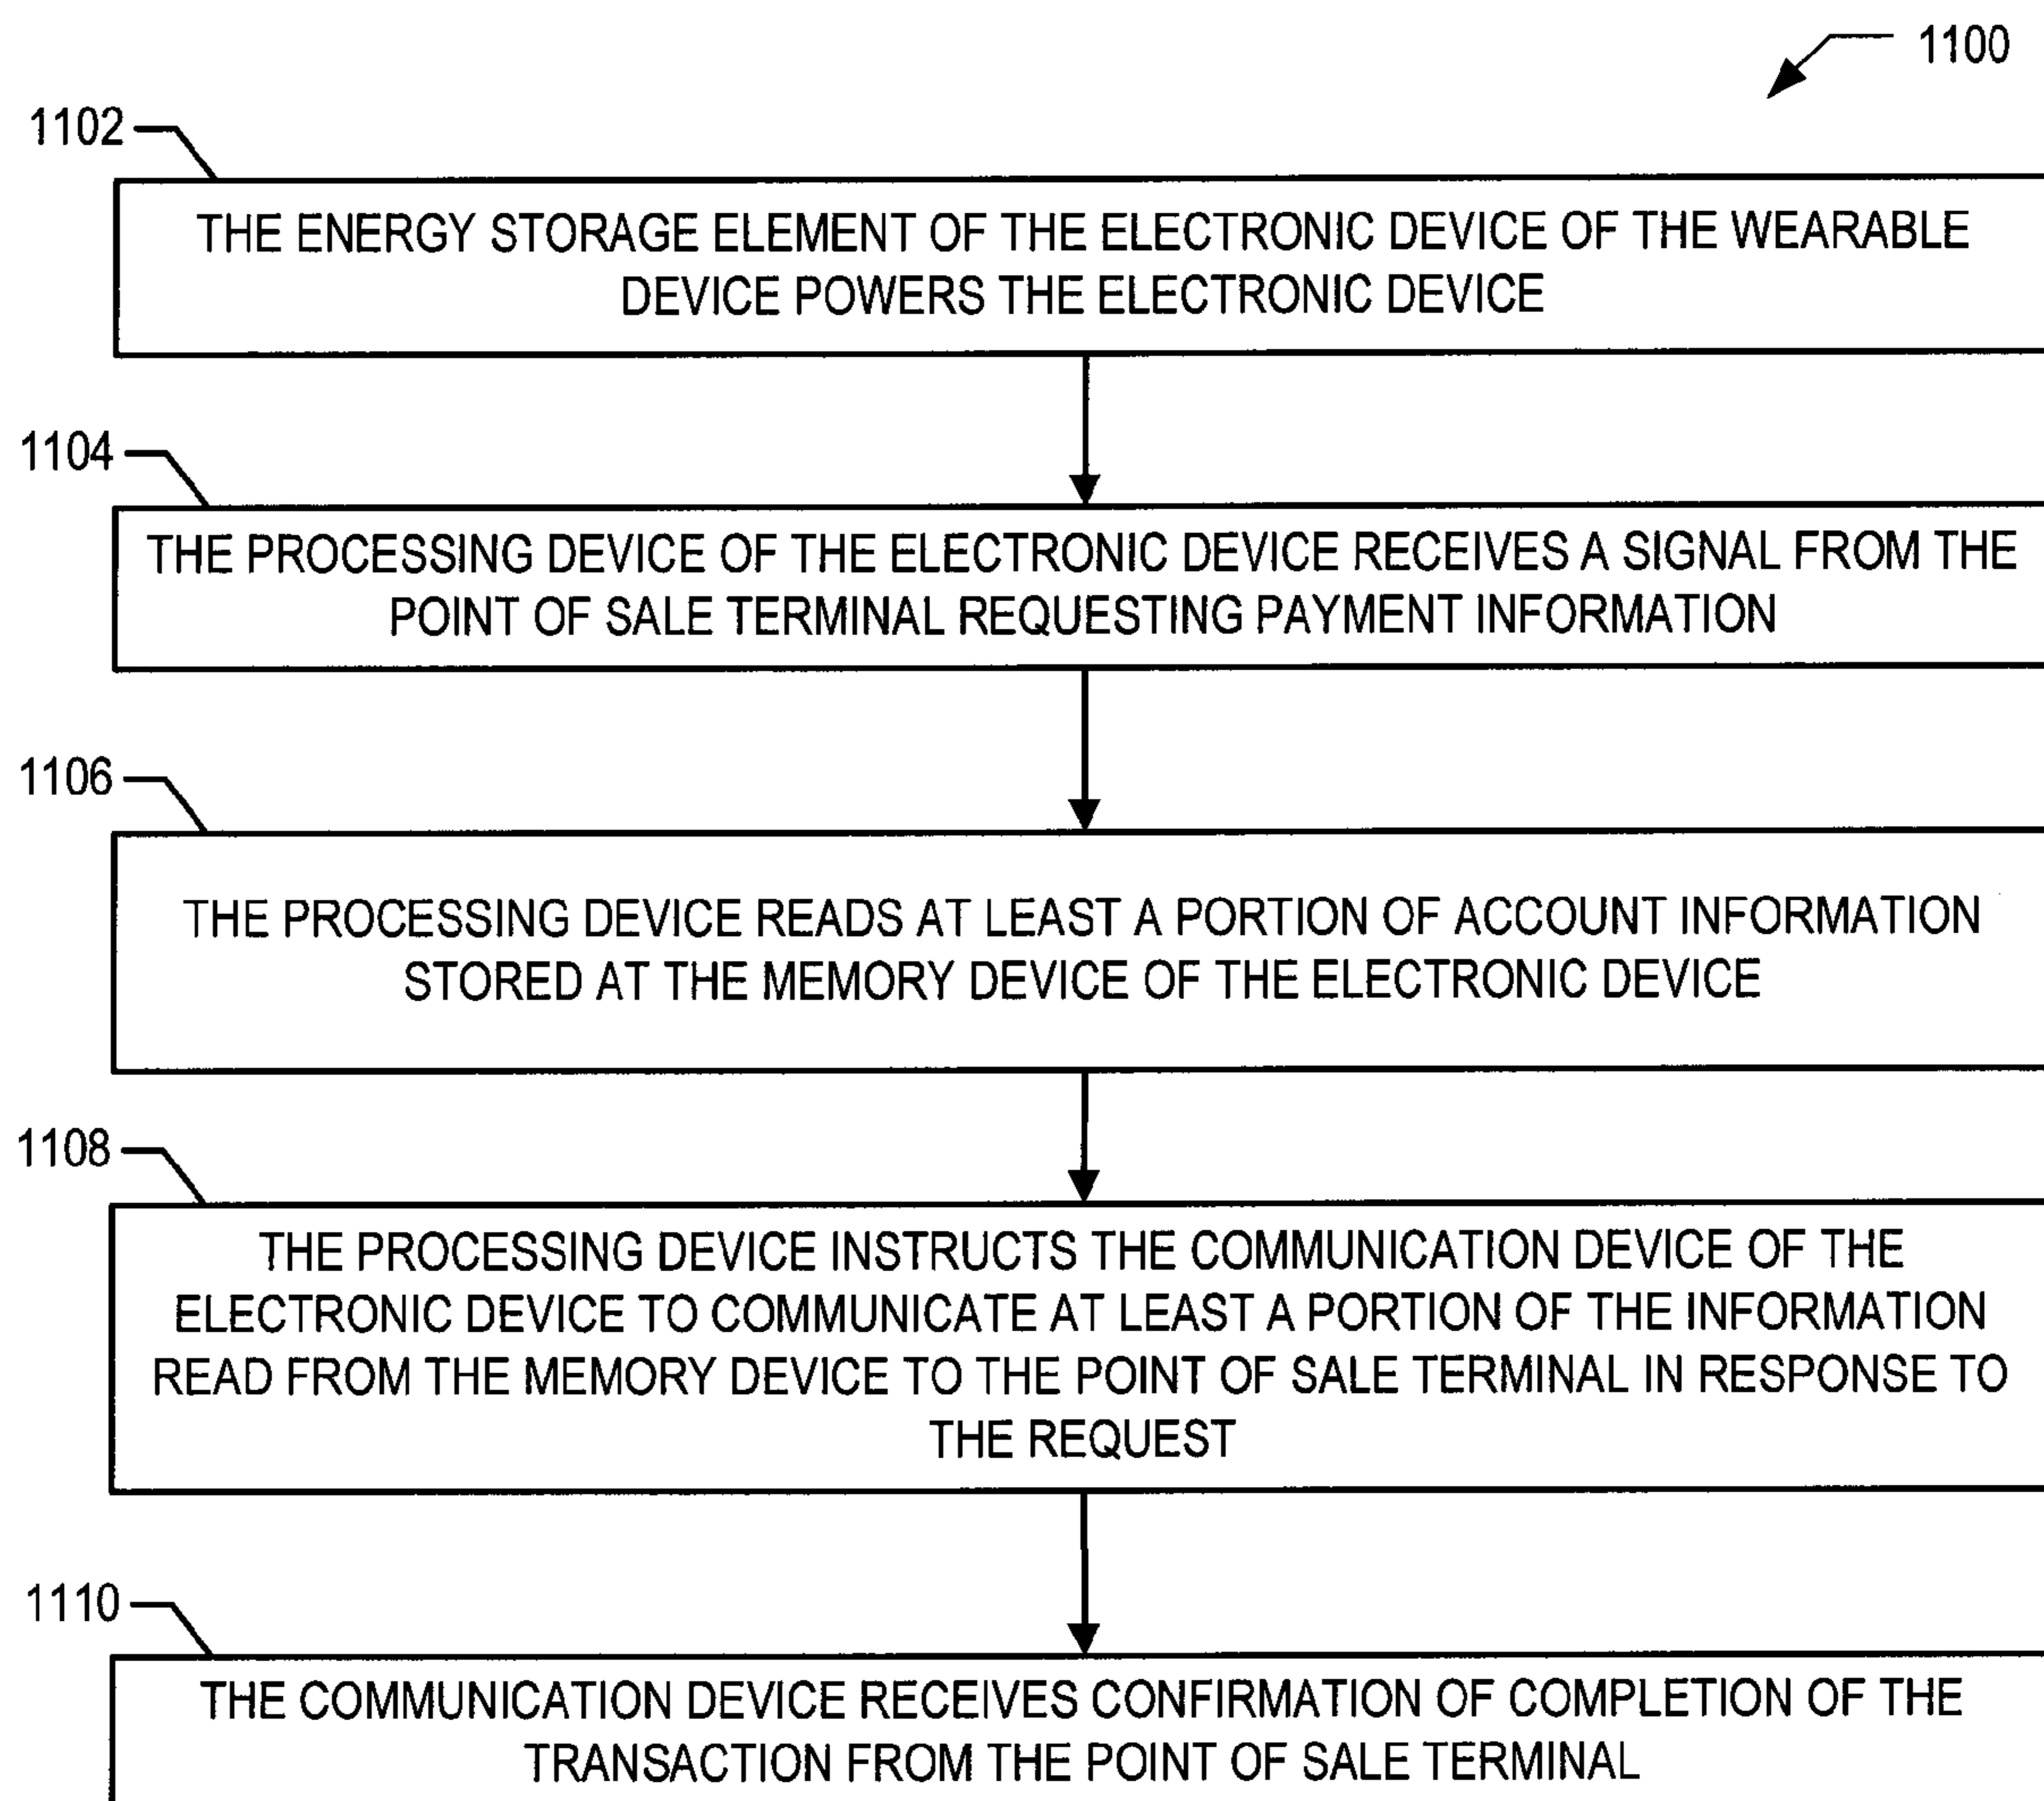 1100
1102
THE ENERGY STORAGE ELEMENT OF THE ELECTRONIC DEVICE OF THE WEARABLE
DEVICE POWERS THE ELECTRONIC DEVICE
1104
THE PROCESSING DEVICE OF THE ELECTRONIC DEVICE RECEIVES A SIGNAL FROM THE
POINT OF SALE TERMINAL REQUESTING PAYMENT INFORMATION
1106
THE PROCESSING DEVICE READS AT LEAST A PORTION OF ACCOUNT INFORMATION
STORED AT THE MEMORY DEVICE OF THE ELECTRONIC DEVICE
1108
THE PROCESSING DEVICE INSTRUCTS THE COMMUNICATION DEVICE OF THE
ELECTRONIC DEVICE TO COMMUNICATE AT LEAST A PORTION OF THE INFORMATION
READ FROM THE MEMORY DEVICE TO THE POINT OF SALE TERMINAL IN RESPONSE TO
THE REQUEST
1110
THE COMMUNICATION DEVICE RECEIVES CONFIRMATION OF COMPLETION OF THE
TRANSACTION FROM THE POINT OF SALE TERMINAL